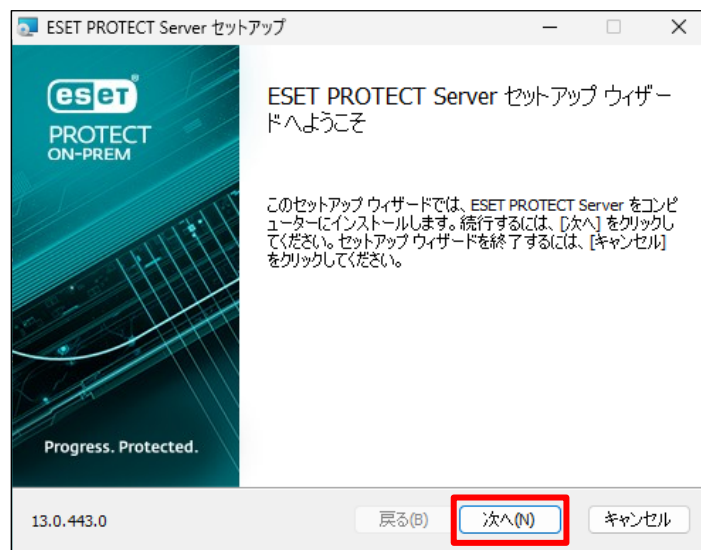 ESET PROTECT Server セットアップ
eset
PROTECT
ON-PREM
ESET PROTECT Server セットアップ ウィザー
ドへようこそ
このセットアップ ウィザードでは、ESET PROTECT Server をコンピ
ューターにインストールします。続行するには、[次へ] をクリックし
てください。セットアップ ウィザードを終了するには、[キャンセル]
をクリックしてください。
Progress. Protected.
13.0.443.0
戻る(B)
次へ(N)
キャンセル